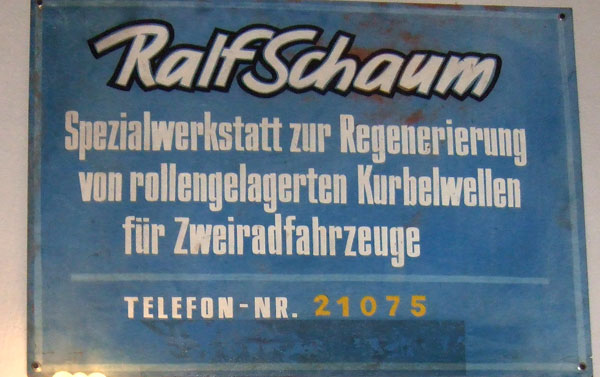 Ralf Schaum
Spezialwerkstatt zur Regenerierung
von rollengelagerten Kurbelwellen
für Zweiradfahrzeuge
TELEFON-NR. 21075